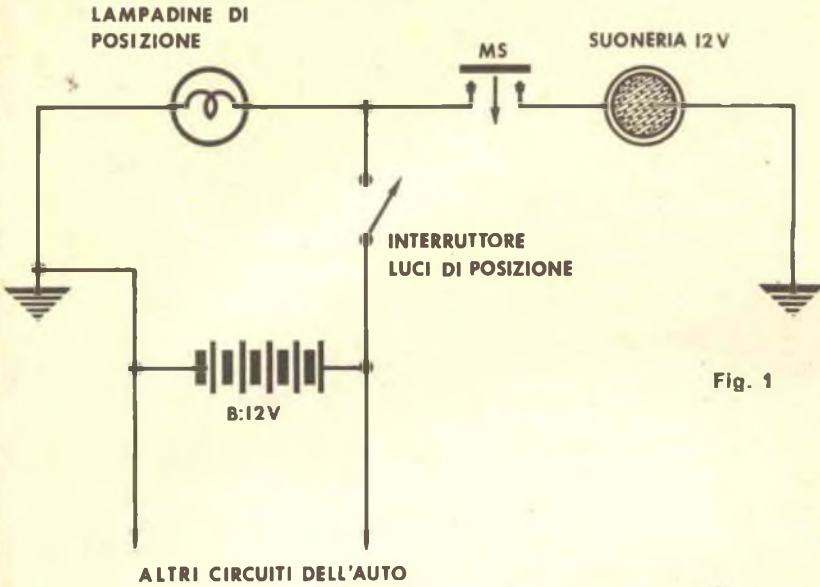 LAMPADINE DI
POSIZIONE
MS
SUONERIA 12V
INTERRUTTORE
LUCI DI POSIZIONE
Fig. 1
B:12V
ALTRI CIRCUITI DELL'AUTO